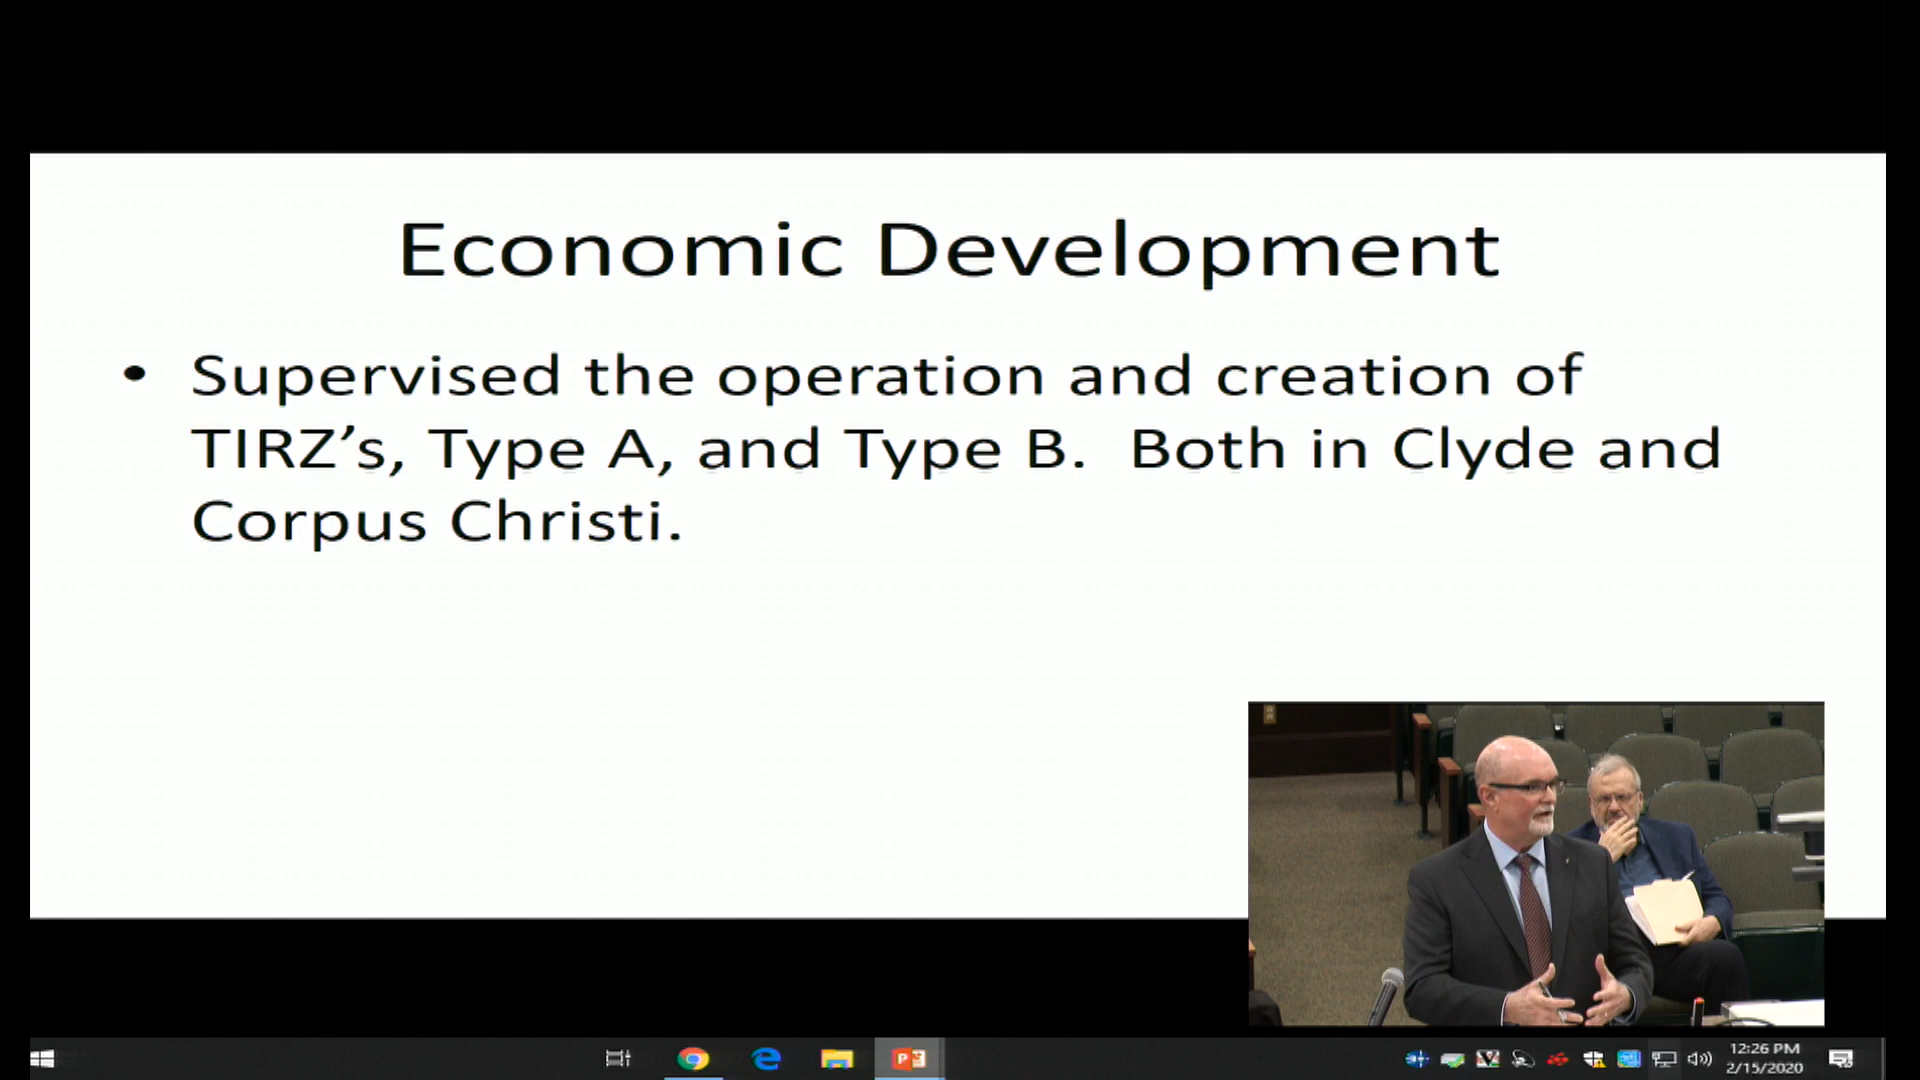 Economic Development
• Supervised the operation and creation of
TIRZ’s, Type A, and Type B.  Both in Clyde and
Corpus Christi.
12:26 PM
2/15/2020